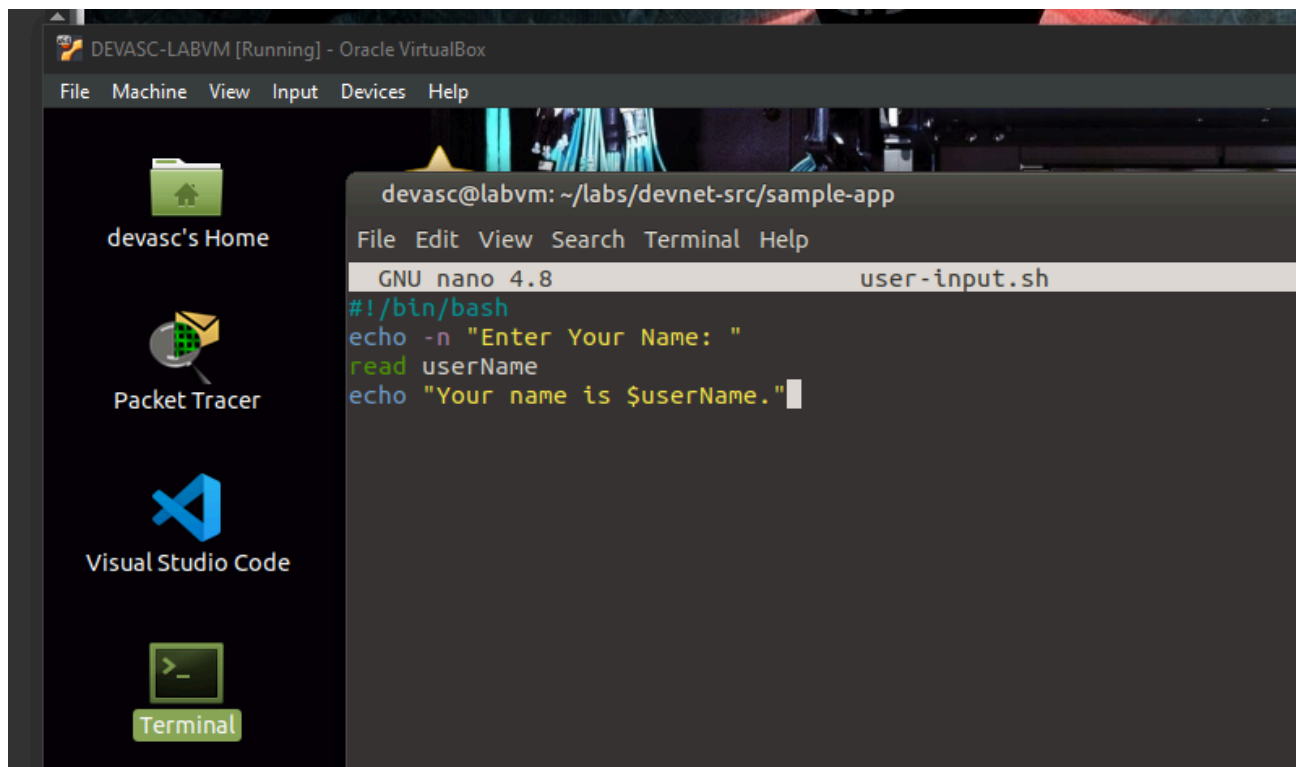 DEVASC-LABVM [Running] - Oracle VirtualBox
File Machine View Input Devices Help
devasc's Home
Packet Tracer
Visual Studio Code
>_
Terminal
devasc@labvm: ~/labs/devnet-src/sample-app
File Edit View Search Terminal Help
GNU nano 4.8 user-input.sh
#!/bin/bash
echo -n "Enter Your Name: "
read userName
echo "Your name is $userName."